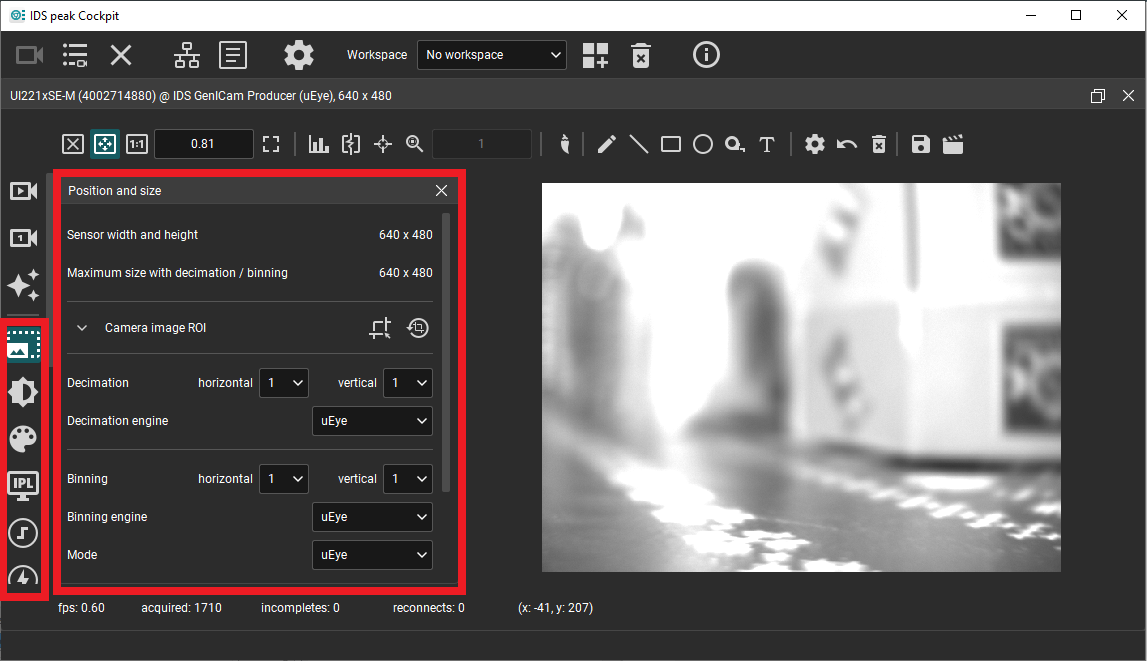 IDS peak Cockpit
Workspace No workspace
UI221xSE-M (4002714880) @ IDS GenICam Producer (uEye), 640 x 480
1:1 0.81 1 T
Position and size
1
Sensor width and height 640 x 480
Maximum size with decimation / binning 640 x 480
Camera image ROI
Decimation horizontal 1 vertical 1
Decimation engine uEye
Binning horizontal 1 vertical 1
IPL
Binning engine uEye
Mode uEye
fps: 0.60 acquired: 1710 incompletes: 0 reconnects: 0 (x: -41, y: 207)